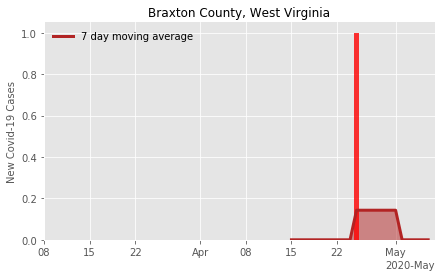 Braxton County, West Virginia
7 day moving average
New Covid-19 Cases
1.0
0.8
0.6
0.4
0.2
0.0
08 15 22 Apr 08 15 22 May
2020-May